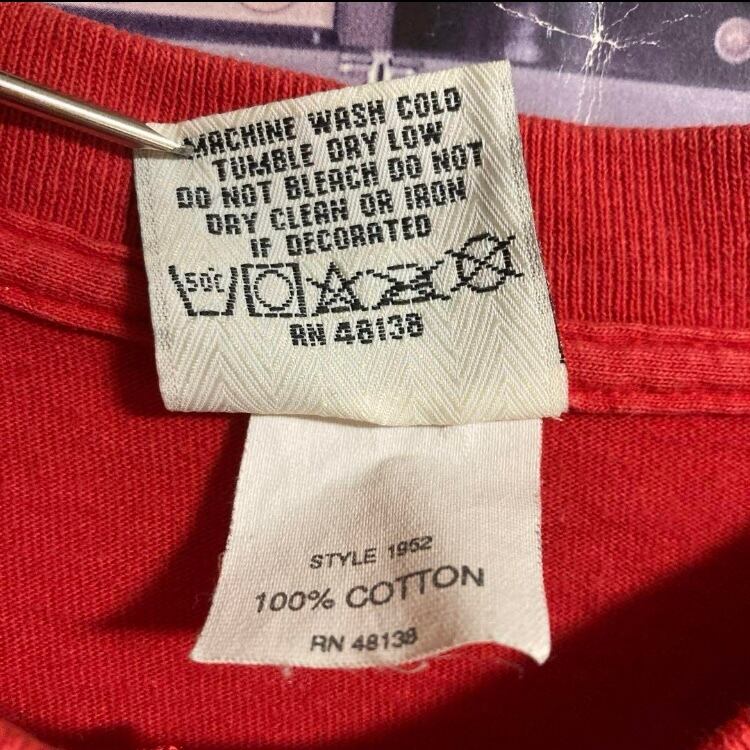 MACHINE WASH COLD
TUMBLE DRY LOW
DO NOT BLEACH DO NOT
DRY CLEAN OR IRON
IF DECORATED
50°C
RN 48138
STYLE 1952
100% COTTON
RN 48138